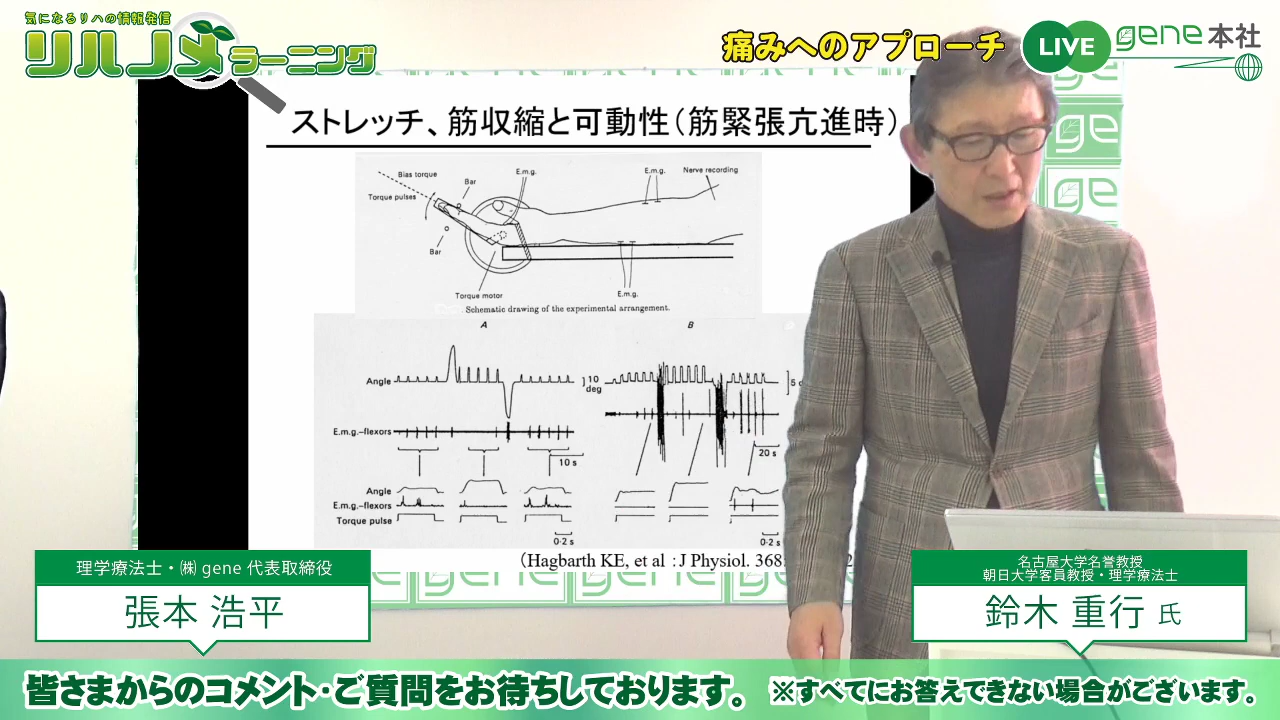 気になるリハの情報発信
リハノメ
ラーニング
痛みへのアプローチ
LIVE
gene本社
ge
ストレッチ、筋収縮と可動性（筋緊張亢進時）
Bias torque
Bar
E.m.g.
E.m.g.
Nerve recording
Torque pulses
Bar
Torque motor
E.m.g.
Schematic drawing of the experimental arrangement.
A
B
Angle
10
deg
5
E.m.g.–flexors
10 s
20 s
Angle
E.m.g.–flexors
Torque pulse
0·2 s
0·2 s
（Hagbarth KE, et al：J Physiol. 368
理学療法士・㈱ gene 代表取締役
張本 浩平
名古屋大学名誉教授
朝日大学客員教授・理学療法士
鈴木 重行 氏
皆さまからのコメント・ご質問をお待ちしております。
※すべてにお答えできない場合がございます。